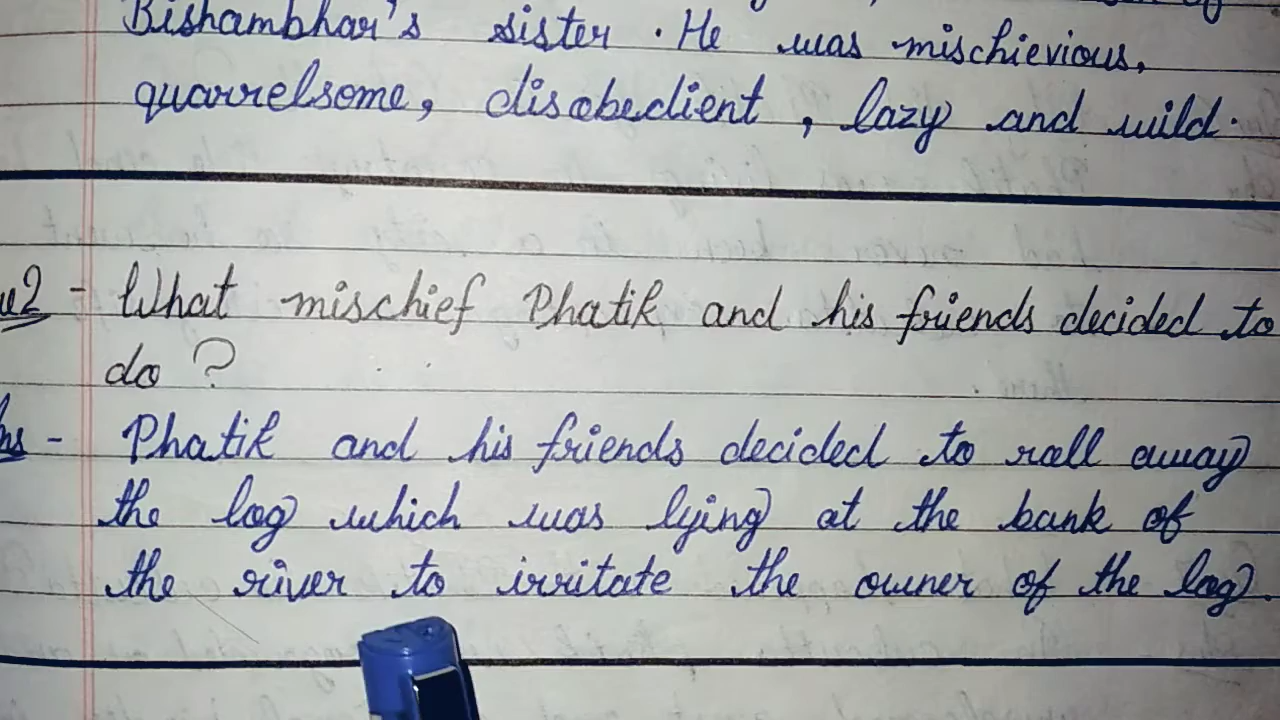 Bishambhar's sister. He was mischievious,
quarrelsome, disobedient, lazy and wild.
2 - What mischief Phatik and his friends decided to
do?
Ans - Phatik and his friends decided to roll away
the log which was lying at the bank of
the river to irritate the owner of the log.